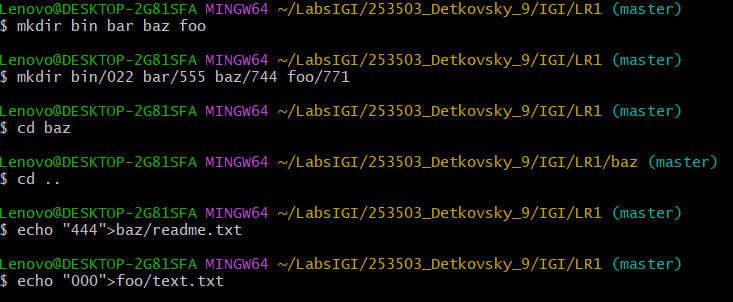 Lenovo@DESKTOP-2G81SFA MINGW64 ~/LabsIGI/253503_Detkovsky_9/IGI/LR1 (master)
$ mkdir bin bar baz foo
Lenovo@DESKTOP-2G81SFA MINGW64 ~/LabsIGI/253503_Detkovsky_9/IGI/LR1 (master)
$ mkdir bin/022 bar/555 baz/744 foo/771
Lenovo@DESKTOP-2G81SFA MINGW64 ~/LabsIGI/253503_Detkovsky_9/IGI/LR1 (master)
$ cd baz
Lenovo@DESKTOP-2G81SFA MINGW64 ~/LabsIGI/253503_Detkovsky_9/IGI/LR1/baz (master)
$ cd ..
Lenovo@DESKTOP-2G81SFA MINGW64 ~/LabsIGI/253503_Detkovsky_9/IGI/LR1 (master)
$ echo "444">baz/readme.txt
Lenovo@DESKTOP-2G81SFA MINGW64 ~/LabsIGI/253503_Detkovsky_9/IGI/LR1 (master)
$ echo "000">foo/text.txt